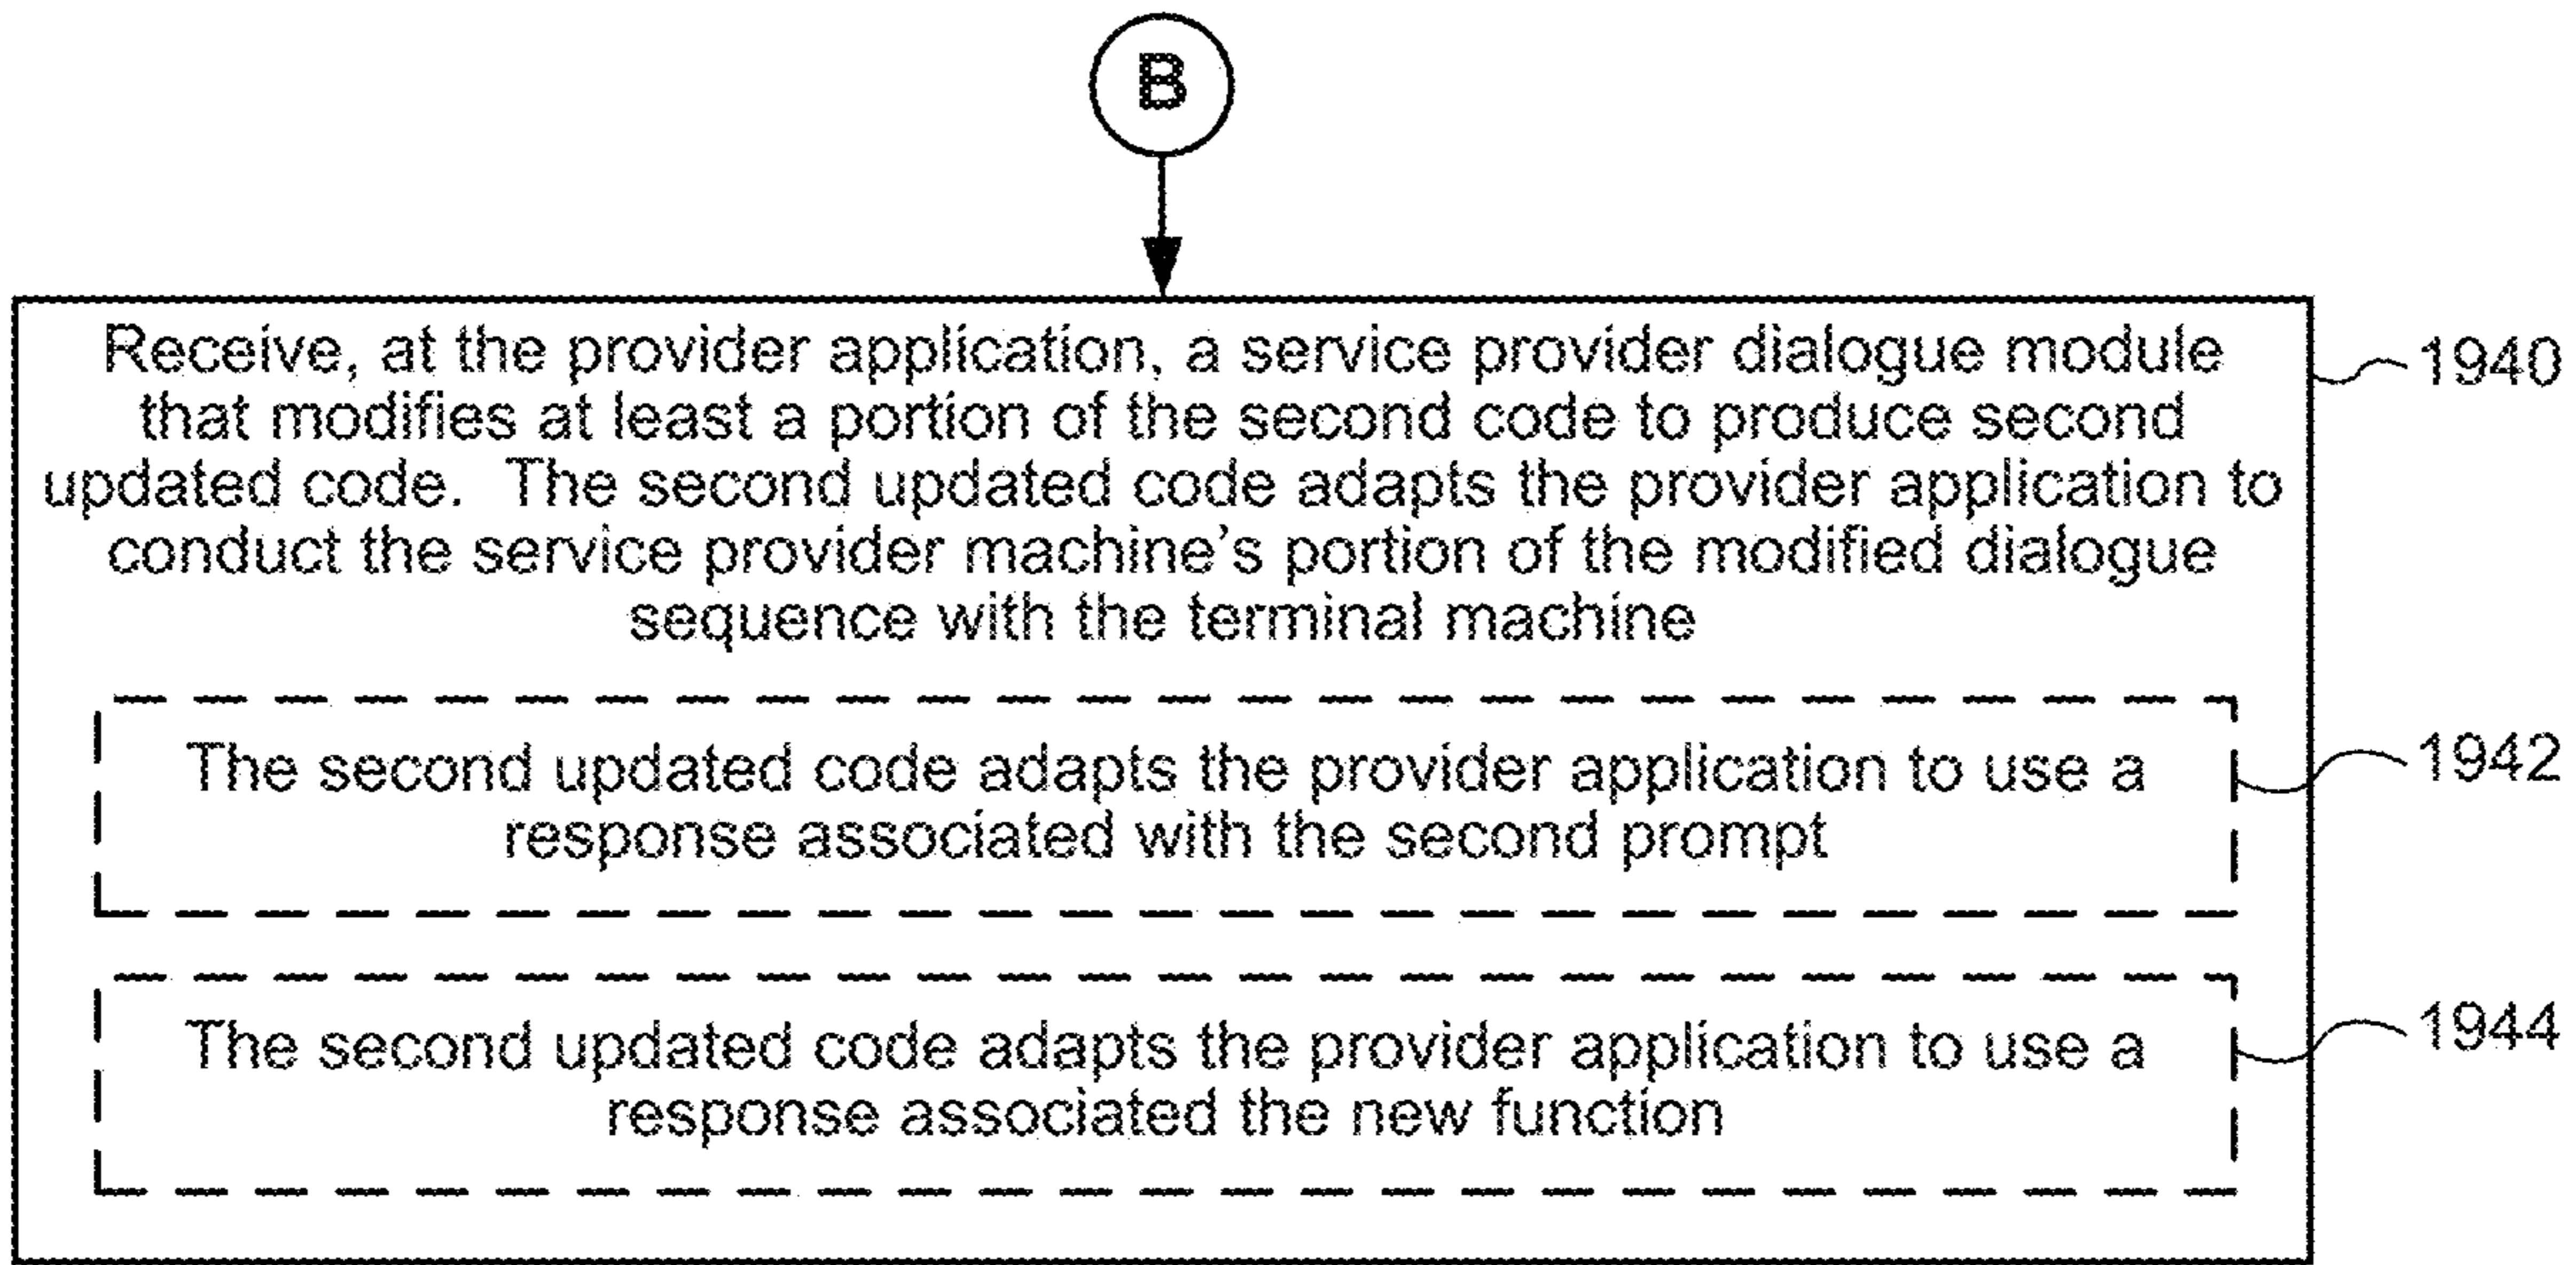 B
Receive, at the provider application, a service provider dialogue module
that modifies at least a portion of the second code to produce second
updated code. The second updated code adapts the provider application to
conduct the service provider machine's portion of the modified dialogue
sequence with the terminal machine
1940
The second updated code adapts the provider application to use a
response associated with the second prompt
1942
The second updated code adapts the provider application to use a
response associated the new function
1944